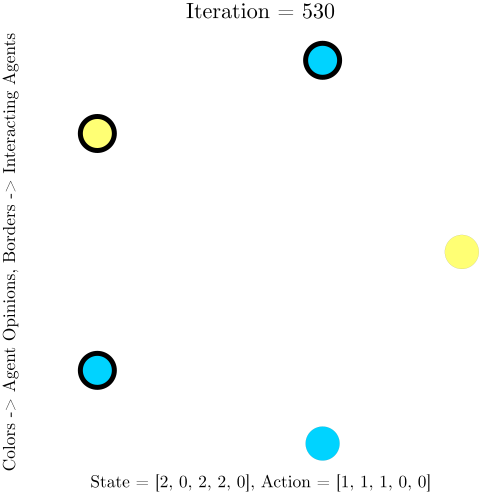 Iteration = 530
Colors -> Agent Opinions, Borders -> Interacting Agents
State = [2, 0, 2, 2, 0], Action = [1, 1, 1, 0, 0]